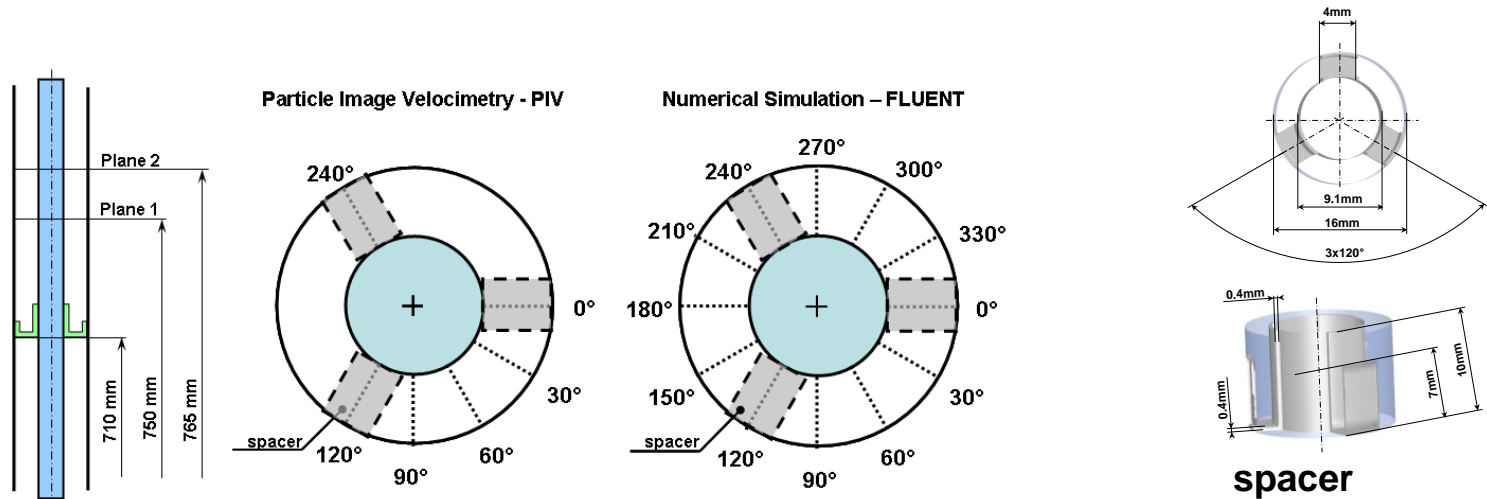 Plane 2
Plane 1
710 mm
750 mm
765 mm
Particle Image Velocimetry - PIV
240°
0°
30°
60°
90°
120°
spacer
Numerical Simulation – FLUENT
270°
240°
300°
210°
330°
180°
0°
150°
30°
120°
60°
90°
spacer
4mm
9.1mm
16mm
3x120°
0.4mm
0.4mm
7mm
10mm
spacer